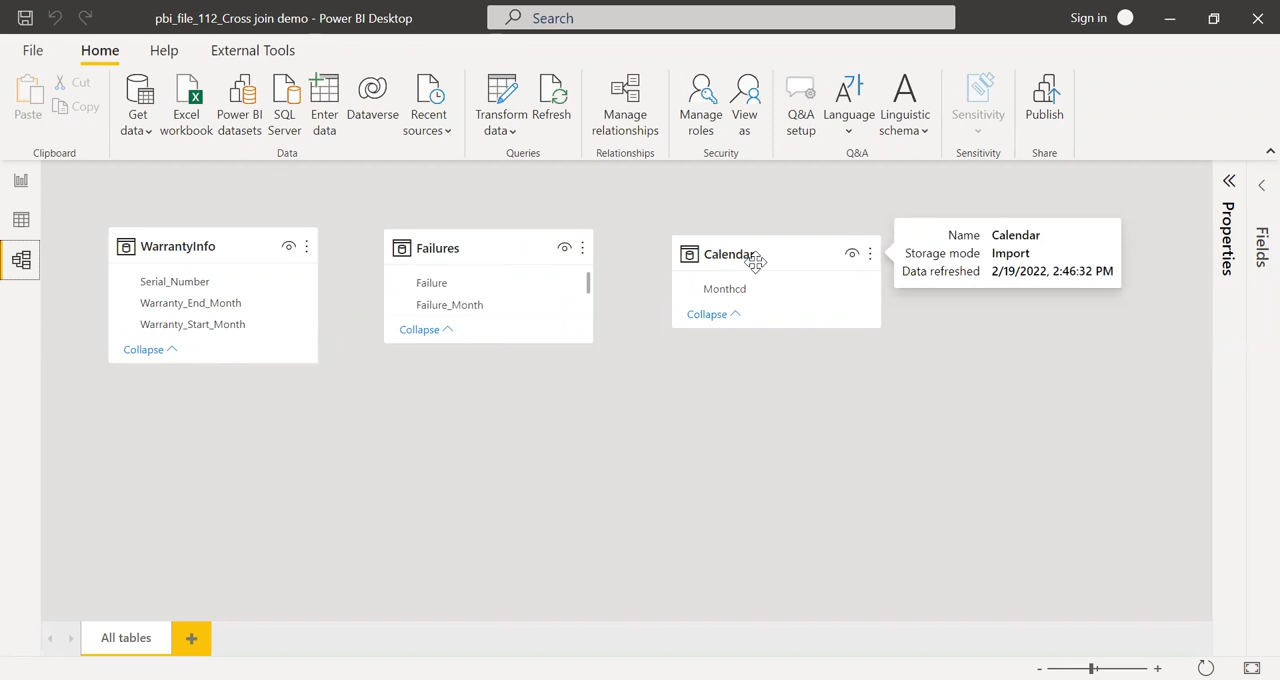 pbi_file_112_Cross join demo - Power BI Desktop
Search
Sign in
File
Home
Help
External Tools
Paste
Cut
Copy
Get data
Excel workbook
Power BI datasets
SQL Server
Enter data
Dataverse
Recent sources
Transform data
Refresh
Manage relationships
Manage roles
View as
Q&A setup
Language
Linguistic schema
Sensitivity
Publish
Clipboard
Data
Queries
Relationships
Security
Q&A
Sensitivity
Share
WarrantyInfo
Serial_Number
Warranty_End_Month
Warranty_Start_Month
Collapse
Failures
Failure
Failure_Month
Collapse
Calendar
Monthcd
Collapse
Name Calendar
Storage mode Import
Data refreshed 2/19/2022, 2:46:32 PM
Properties
Fields
All tables